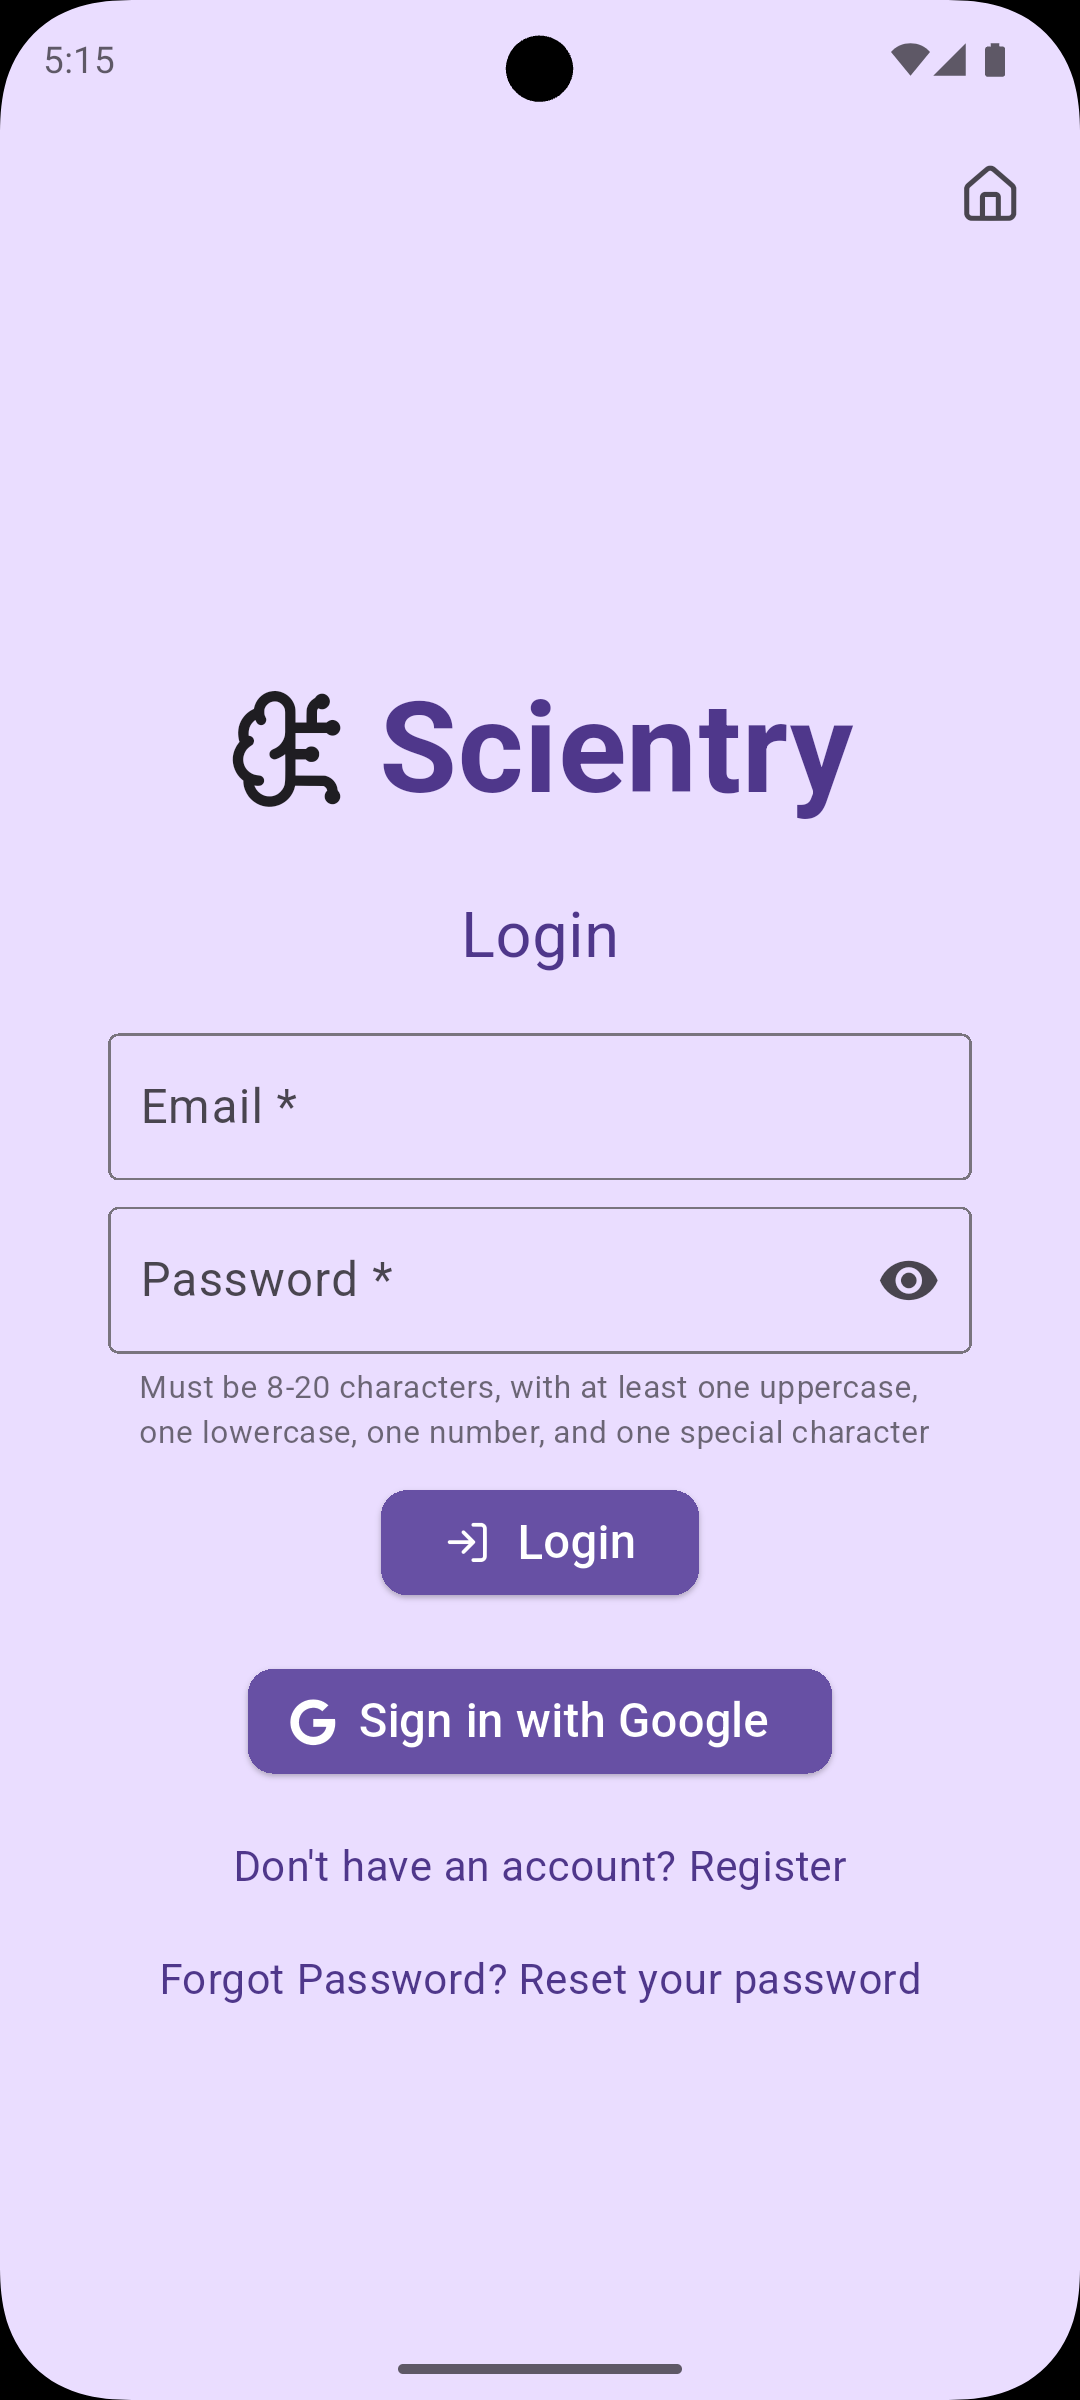 5:15
Scientry
Login
Email *
Password *
Must be 8-20 characters, with at least one uppercase,
one lowercase, one number, and one special character
Login
Sign in with Google
Don't have an account? Register
Forgot Password? Reset your password